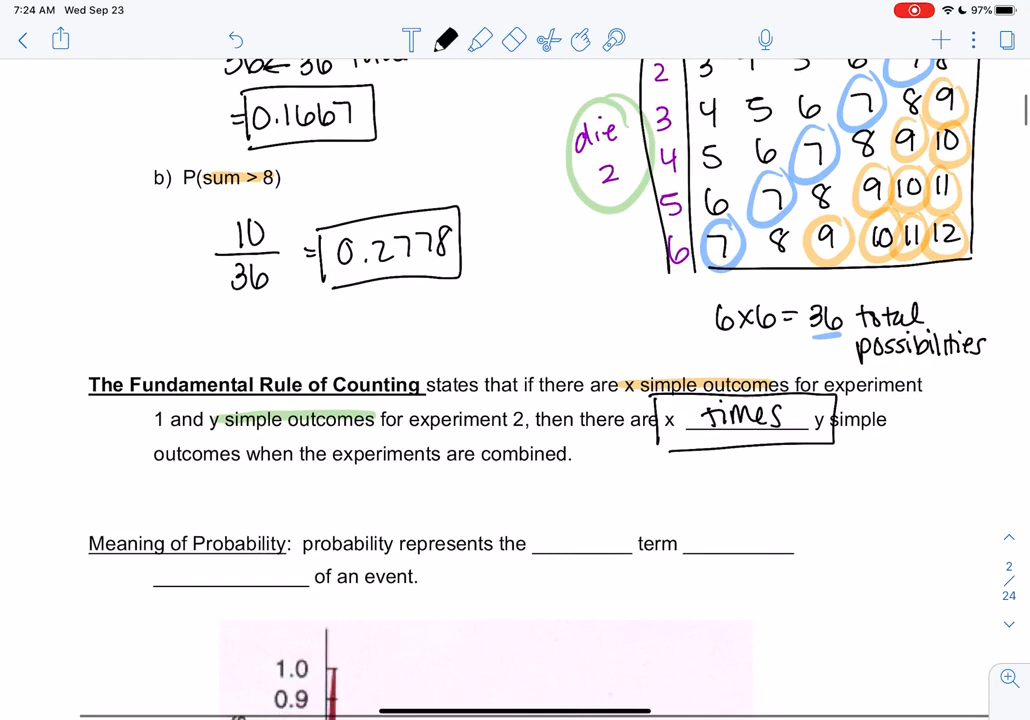 7:24 AM Wed Sep 23
97%
36 ← 36
= 0.1667
b) P(sum > 8)
10
36
= 0.2778
die
2
2 3 5 6 7 8
3 4 5 6 7 8 9
4 5 6 7 8 9 10
5 6 7 8 9 10 11
6 7 8 9 10 11 12
6x6 = 36 total
possibilities
The Fundamental Rule of Counting states that if there are x simple outcomes for experiment
1 and y simple outcomes for experiment 2, then there are x times y simple
outcomes when the experiments are combined.
Meaning of Probability: probability represents the __________ term ___________
_______________ of an event.
2
/
24
1.0
0.9